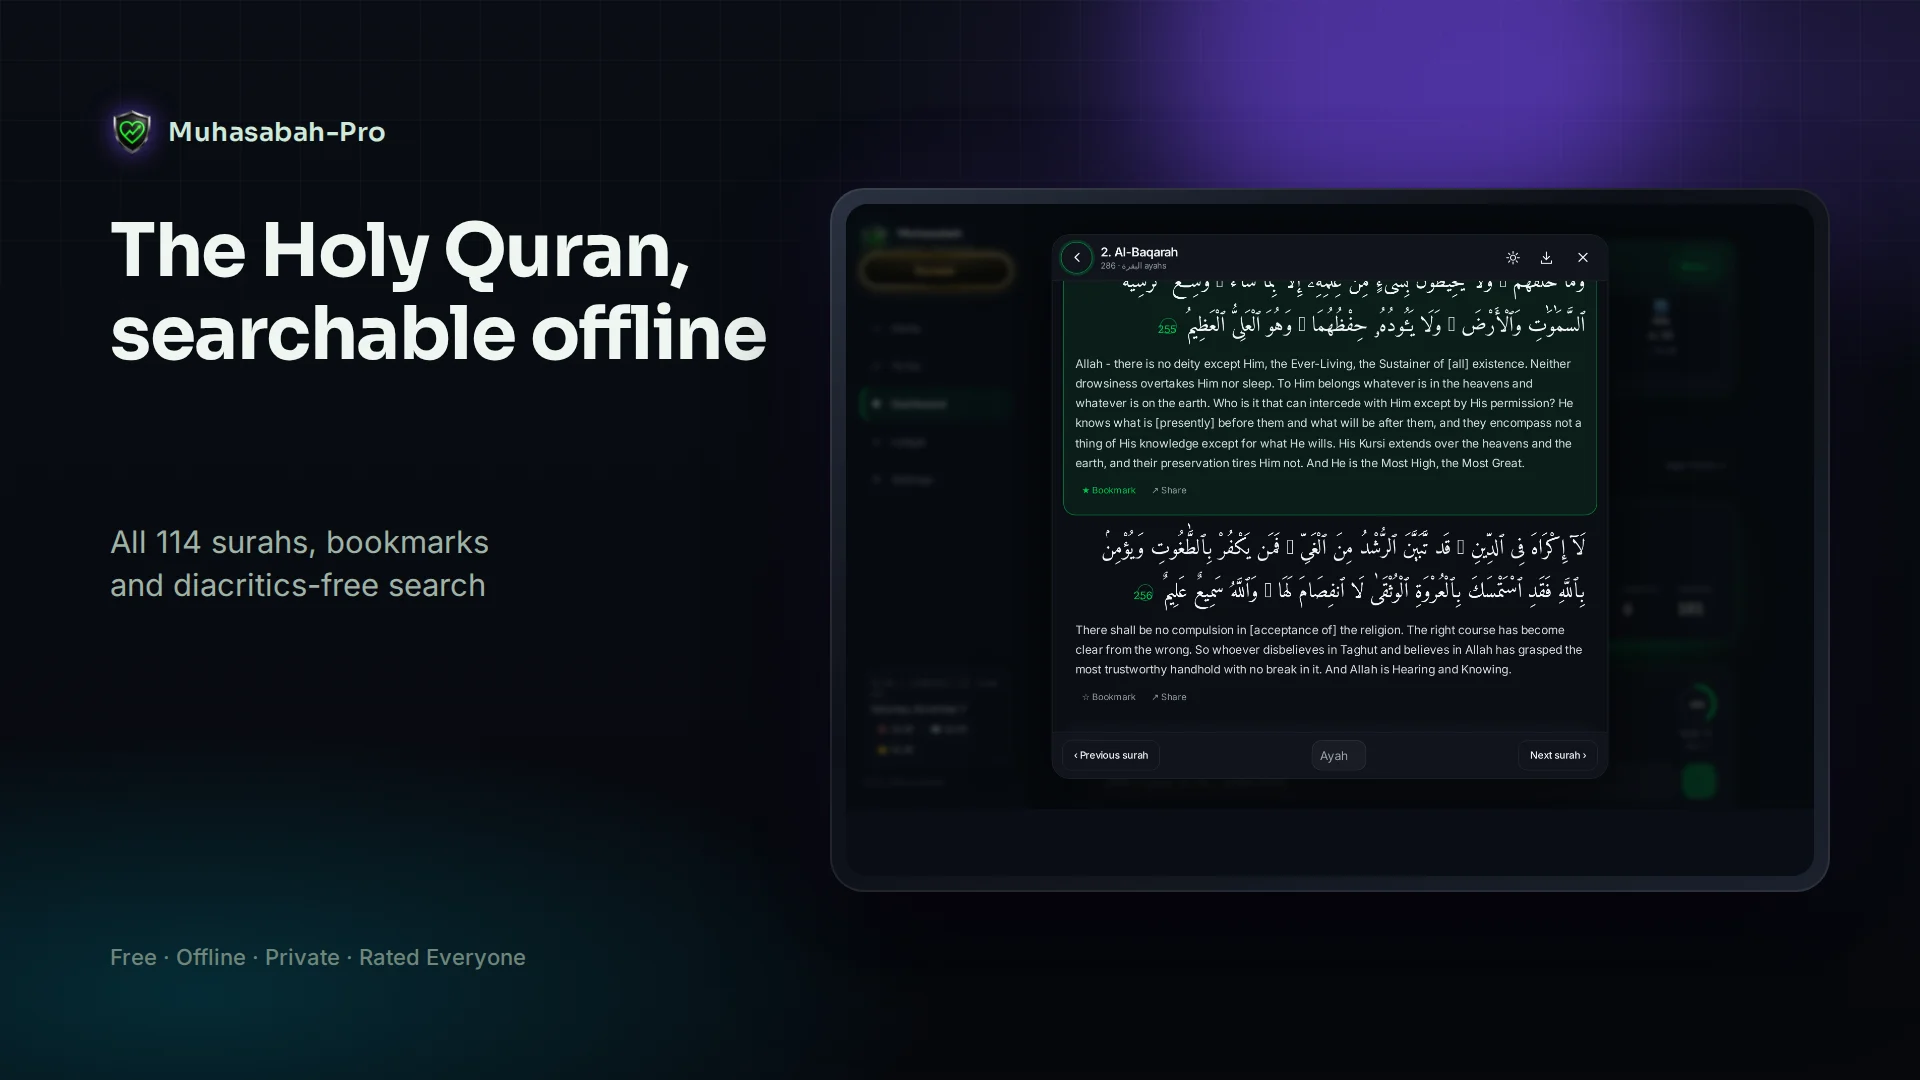 Muhasabah-Pro
The Holy Quran,
searchable offline
All 114 surahs, bookmarks
and diacritics-free search
Free · Offline · Private · Rated Everyone
2. Al-Baqarah
286 · البقرة ayahs
ٱلسَّمَٰوَٰتِ وَٱلْأَرْضَ ۖ وَلَا يَـُٔودُهُۥ حِفْظُهُمَا ۚ وَهُوَ ٱلْعَلِىُّ ٱلْعَظِيمُ 255
Allah - there is no deity except Him, the Ever-Living, the Sustainer of [all] existence. Neither
drowsiness overtakes Him nor sleep. To Him belongs whatever is in the heavens and
whatever is on the earth. Who is it that can intercede with Him except by His permission? He
knows what is [presently] before them and what will be after them, and they encompass not a
thing of His knowledge except for what He wills. His Kursi extends over the heavens and the
earth, and their preservation tires Him not. And He is the Most High, the Most Great.
★ Bookmark ↗ Share
لَآ إِكْرَاهَ فِى ٱلدِّينِ ۖ قَد تَّبَيَّنَ ٱلرُّشْدُ مِنَ ٱلْغَىِّ ۚ فَمَن يَكْفُرْ بِٱلطَّٰغُوتِ وَيُؤْمِنۢ
بِٱللَّهِ فَقَدِ ٱسْتَمْسَكَ بِٱلْعُرْوَةِ ٱلْوُثْقَىٰ لَا ٱنفِصَامَ لَهَا ۗ وَٱللَّهُ سَمِيعٌ عَلِيمٌ 256
There shall be no compulsion in [acceptance of] the religion. The right course has become
clear from the wrong. So whoever disbelieves in Taghut and believes in Allah has grasped the
most trustworthy handhold with no break in it. And Allah is Hearing and Knowing.
☆ Bookmark ↗ Share
‹ Previous surah
Ayah
Next surah ›